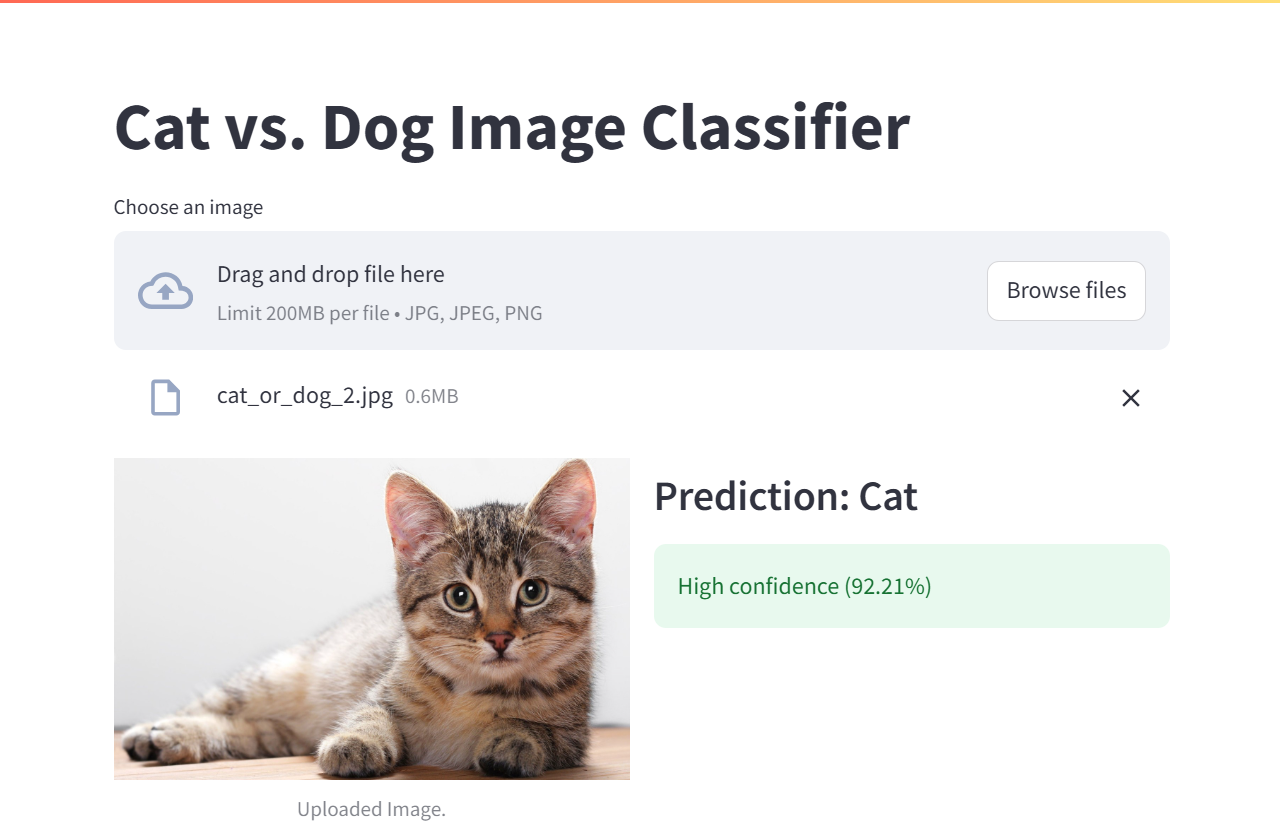 Cat vs. Dog Image Classifier
Choose an image
Drag and drop file here
Limit 200MB per file • JPG, JPEG, PNG
Browse files
cat_or_dog_2.jpg 0.6MB
Prediction: Cat
High confidence (92.21%)
Uploaded Image.